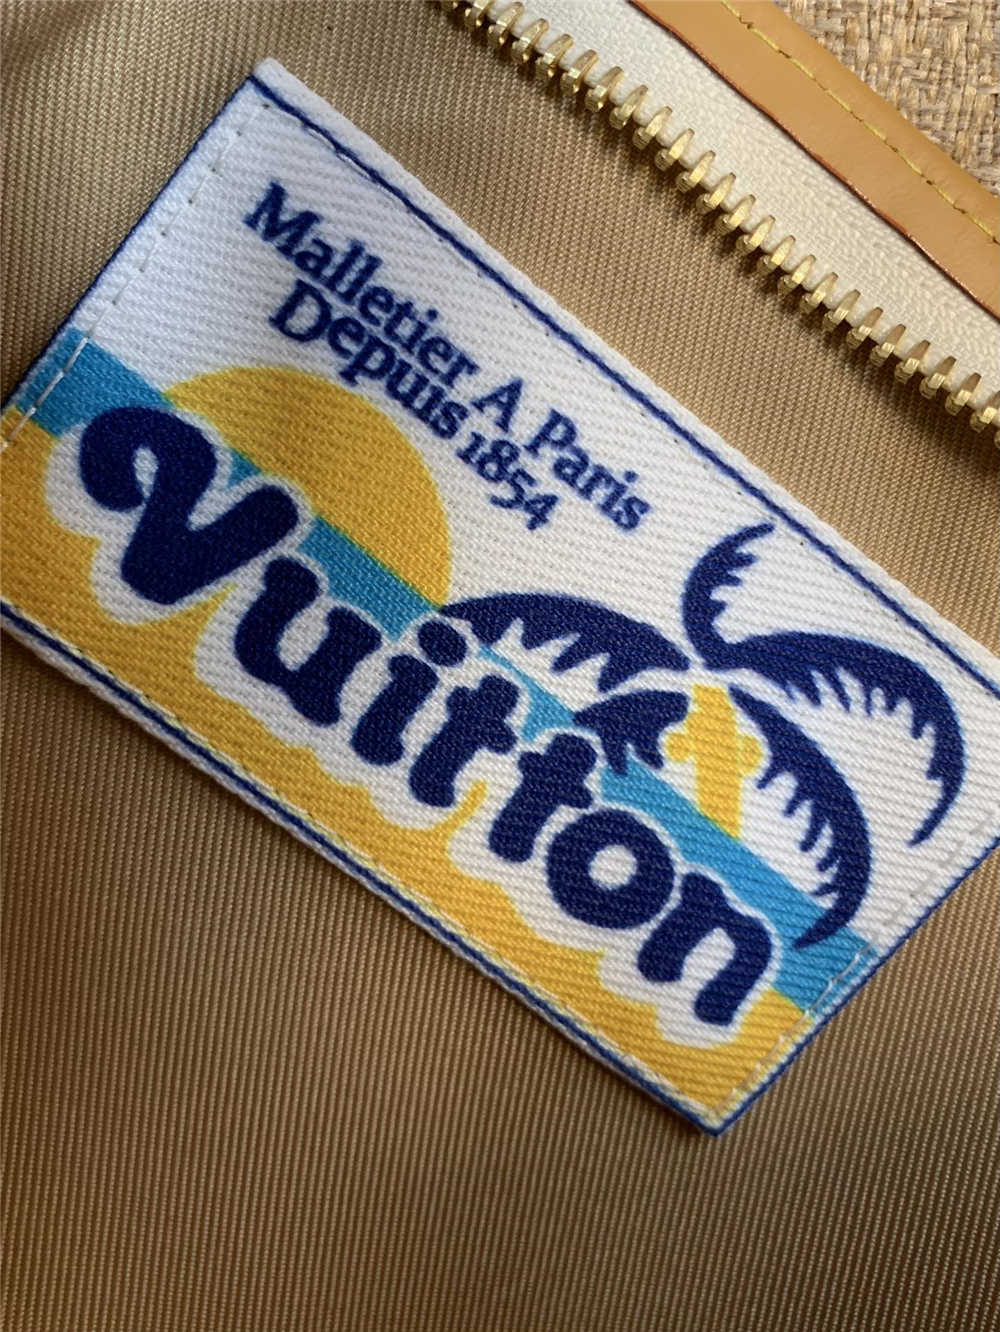 Malletier A Paris
Depuis 1854
Vuitton